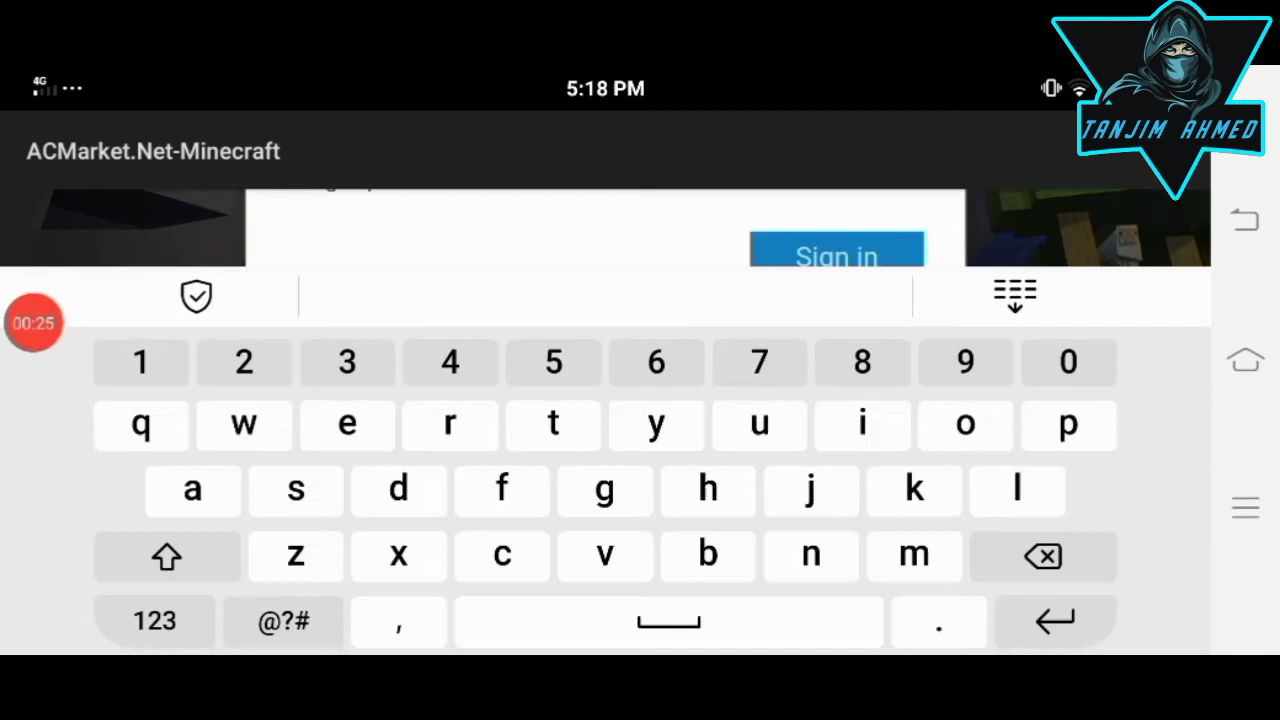 4G
5:18 PM
TANJIM AHMED
ACMarket.Net-Minecraft
Sign in
00:25
1 2 3 4 5 6 7 8 9 0
q w e r t y u i o p
a s d f g h j k l
z x c v b n m
123 @?# , .